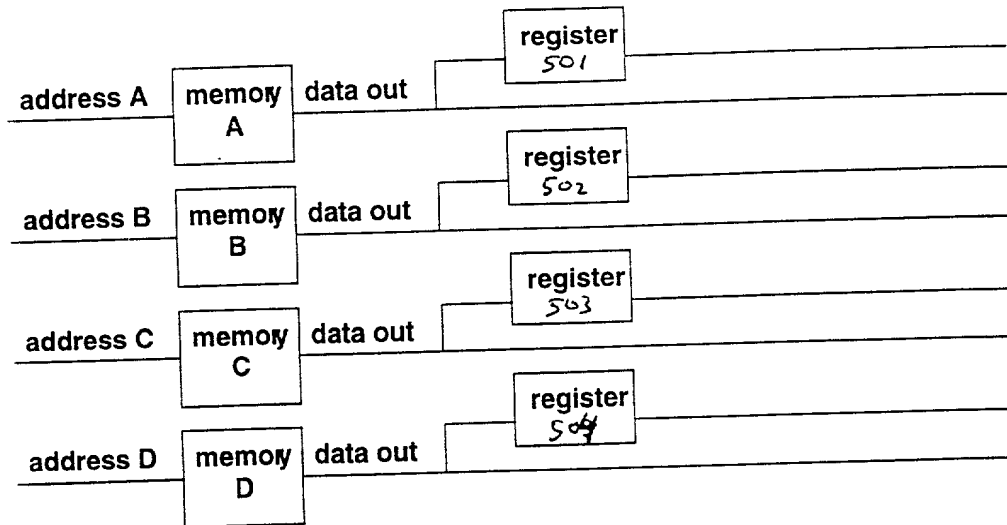 register
501
address A
memory
A
data out
register
502
address B
memory
B
data out
register
503
address C
memory
C
data out
register
504
address D
memory
D
data out